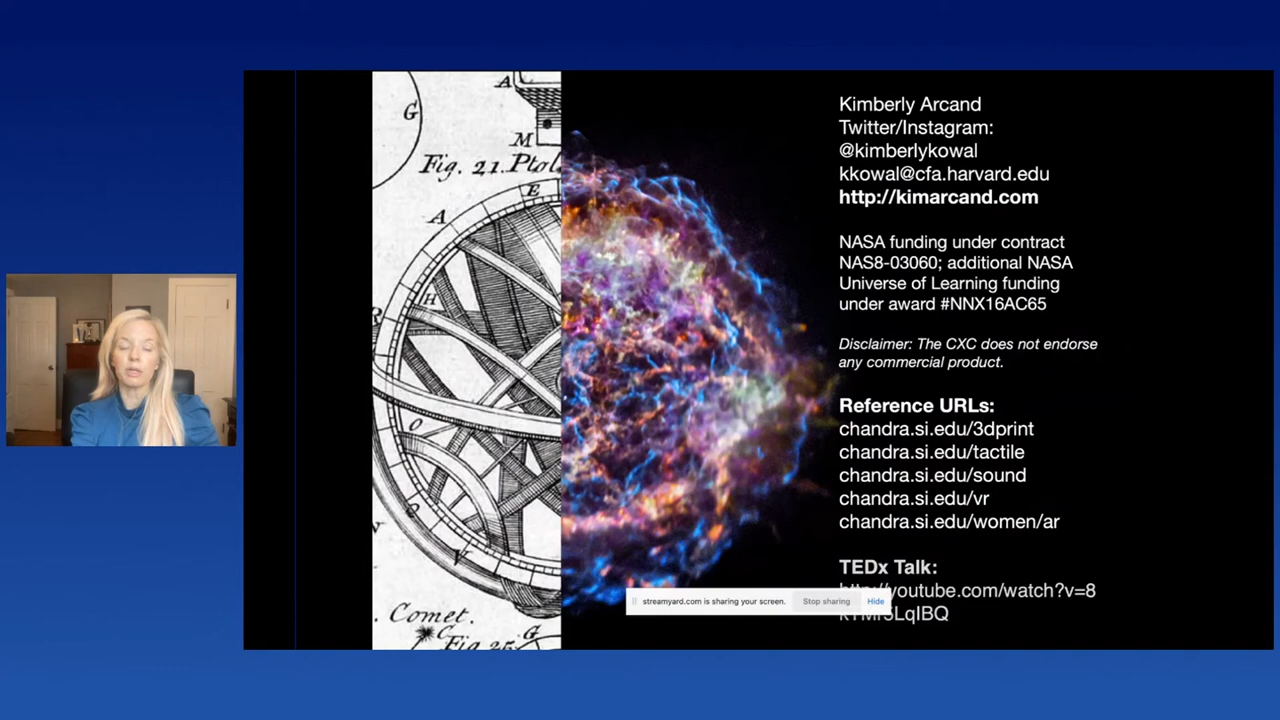 A
G
M
Fig. 21. Ptol
E
A
H
R
O
V
. Comet.
C
G
Fig. 25.
Kimberly Arcand
Twitter/Instagram:
@kimberlykowal
kkowal@cfa.harvard.edu
http://kimarcand.com
NASA funding under contract
NAS8-03060; additional NASA
Universe of Learning funding
under award #NNX16AC65
Disclaimer: The CXC does not endorse
any commercial product.
Reference URLs:
chandra.si.edu/3dprint
chandra.si.edu/tactile
chandra.si.edu/sound
chandra.si.edu/vr
chandra.si.edu/women/ar
TEDx Talk:
http://youtube.com/watch?v=8
streamyard.com is sharing your screen. Stop sharing Hide